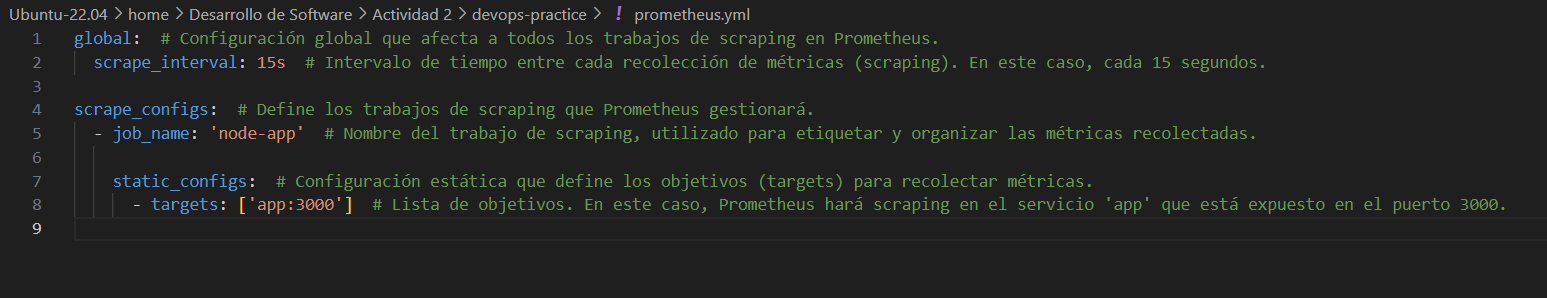 Ubuntu-22.04 > home > Desarrollo de Software > Actividad 2 > devops-practice > ! prometheus.yml
1 global:  # Configuración global que afecta a todos los trabajos de scraping en Prometheus.
2   scrape_interval: 15s  # Intervalo de tiempo entre cada recolección de métricas (scraping). En este caso, cada 15 segundos.
3
4 scrape_configs:  # Define los trabajos de scraping que Prometheus gestionará.
5   - job_name: 'node-app'  # Nombre del trabajo de scraping, utilizado para etiquetar y organizar las métricas recolectadas.
6
7     static_configs:  # Configuración estática que define los objetivos (targets) para recolectar métricas.
8       - targets: ['app:3000']  # Lista de objetivos. En este caso, Prometheus hará scraping en el servicio 'app' que está expuesto en el puerto 3000.
9